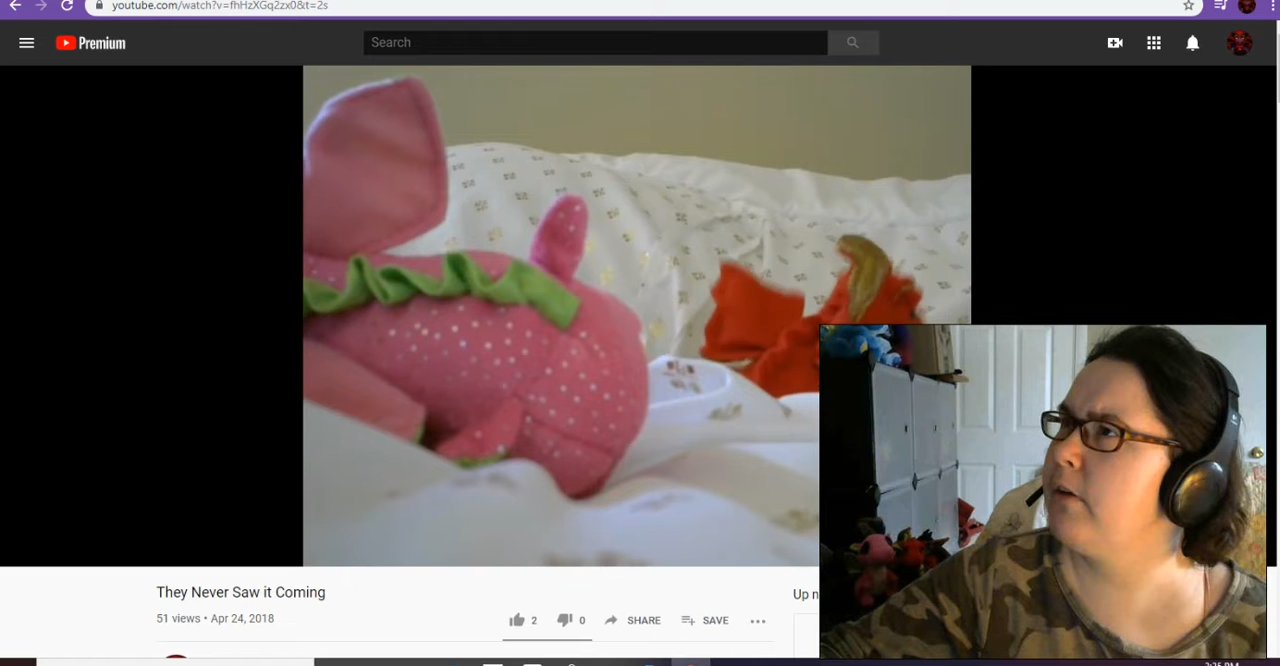 youtube.com/watch?v=fhHzXGq2zx0&t=2s
Premium
Search
They Never Saw it Coming
51 views • Apr 24, 2018
2
0
SHARE
SAVE
Up n